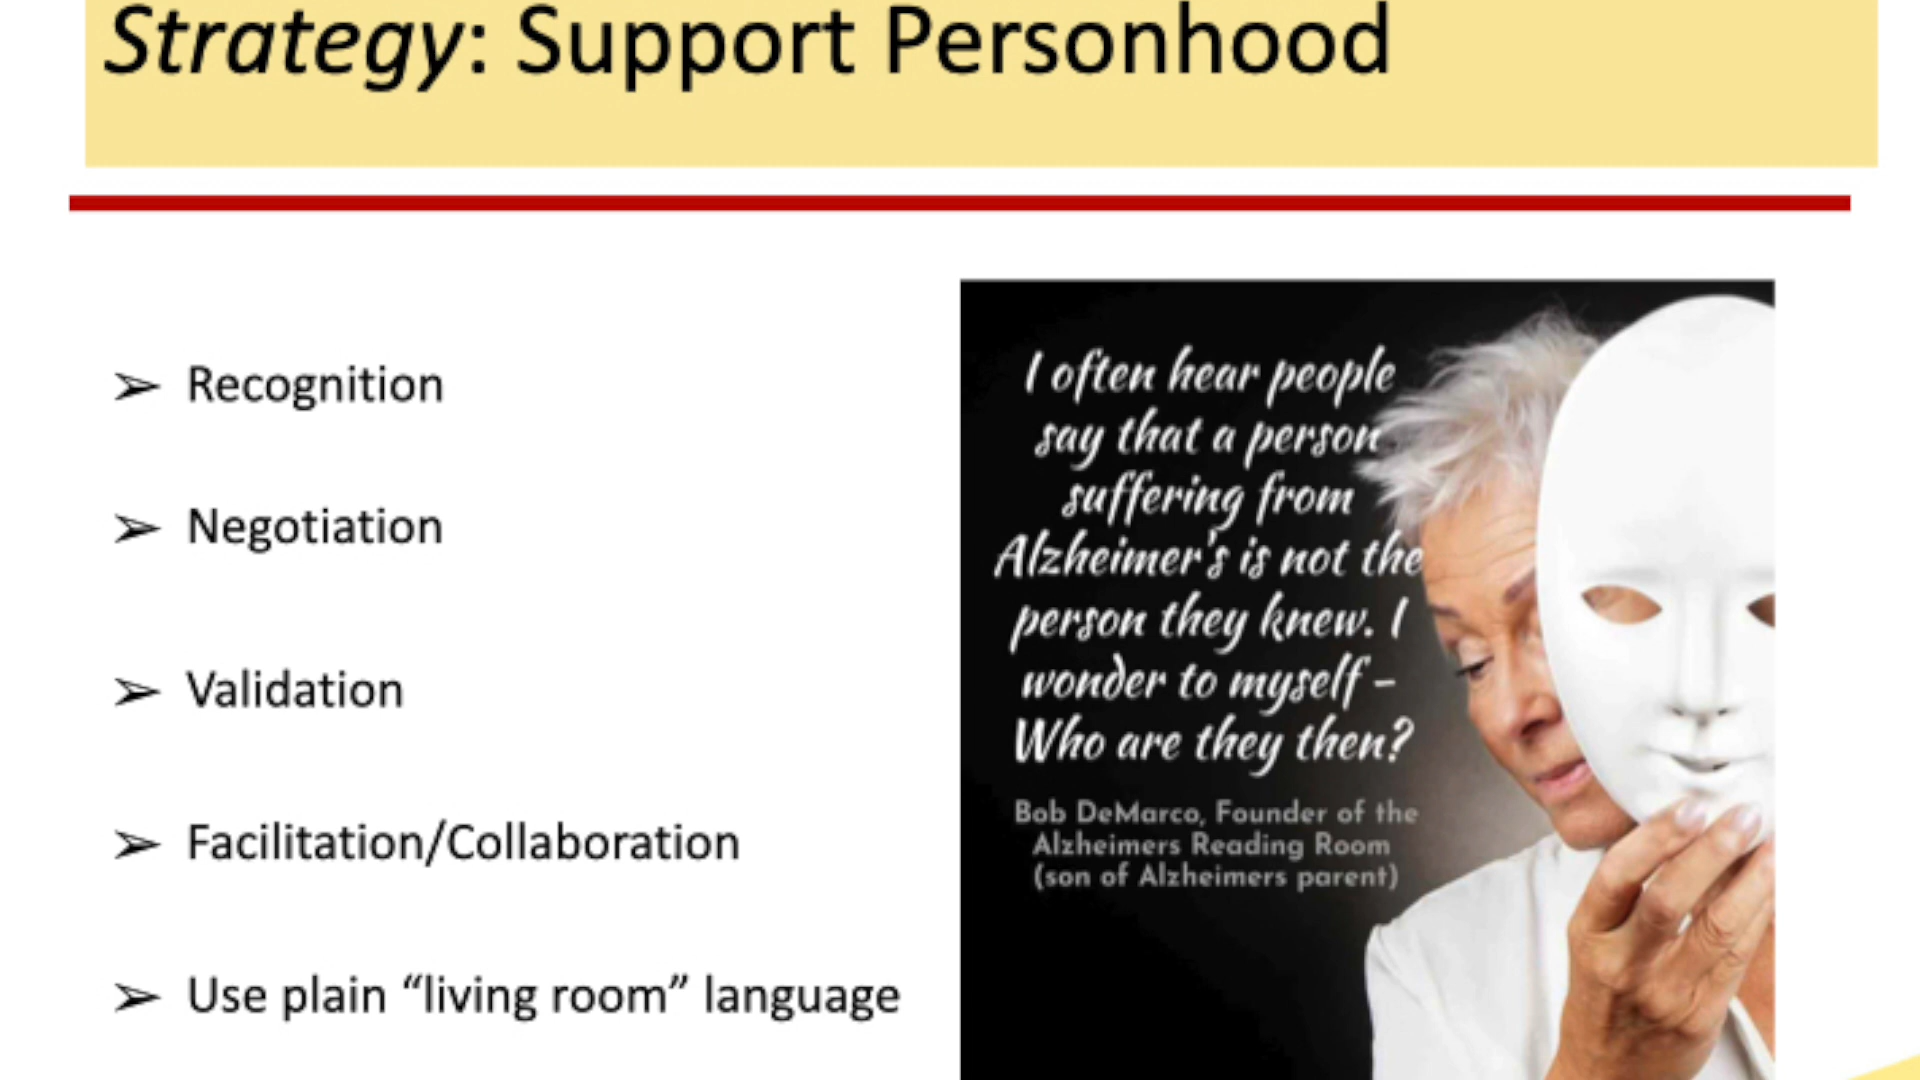 Strategy: Support Personhood
➢ Recognition
➢ Negotiation
➢ Validation
➢ Facilitation/Collaboration
➢ Use plain “living room” language
I often hear people
say that a person
suffering from
Alzheimer's is not the
person they knew. I
wonder to myself –
Who are they then?
Bob DeMarco, Founder of the
Alzheimers Reading Room
(son of Alzheimers parent)